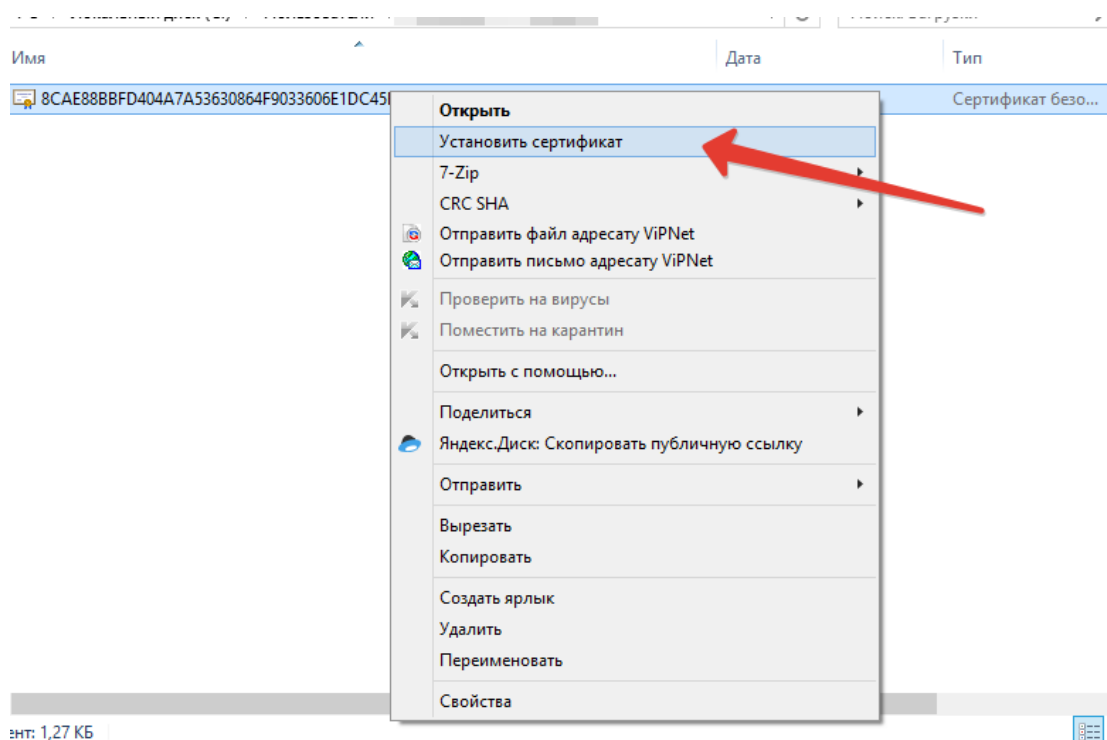 Имя Дата Тип
8CAE88BBFD404A7A53630864F9033606E1DC45 Сертификат безо...
Открыть
Установить сертификат
7-Zip
CRC SHA
Отправить файл адресату ViPNet
Отправить письмо адресату ViPNet
Проверить на вирусы
Поместить на карантин
Открыть с помощью...
Поделиться
Яндекс.Диск: Скопировать публичную ссылку
Отправить
Вырезать
Копировать
Создать ярлык
Удалить
Переименовать
Свойства
ент: 1,27 КБ